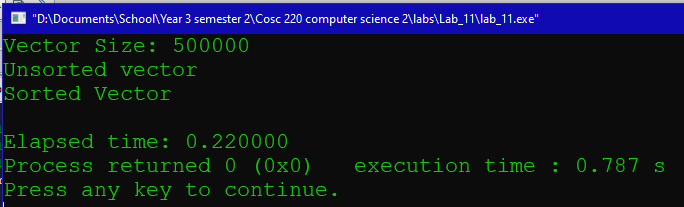 "D:\Documents\School\Year 3 semester 2\Cosc 220 computer science 2\labs\Lab_11\lab_11.exe"
Vector Size: 500000
Unsorted vector
Sorted Vector
Elapsed time: 0.220000
Process returned 0 (0x0)   execution time : 0.787 s
Press any key to continue.